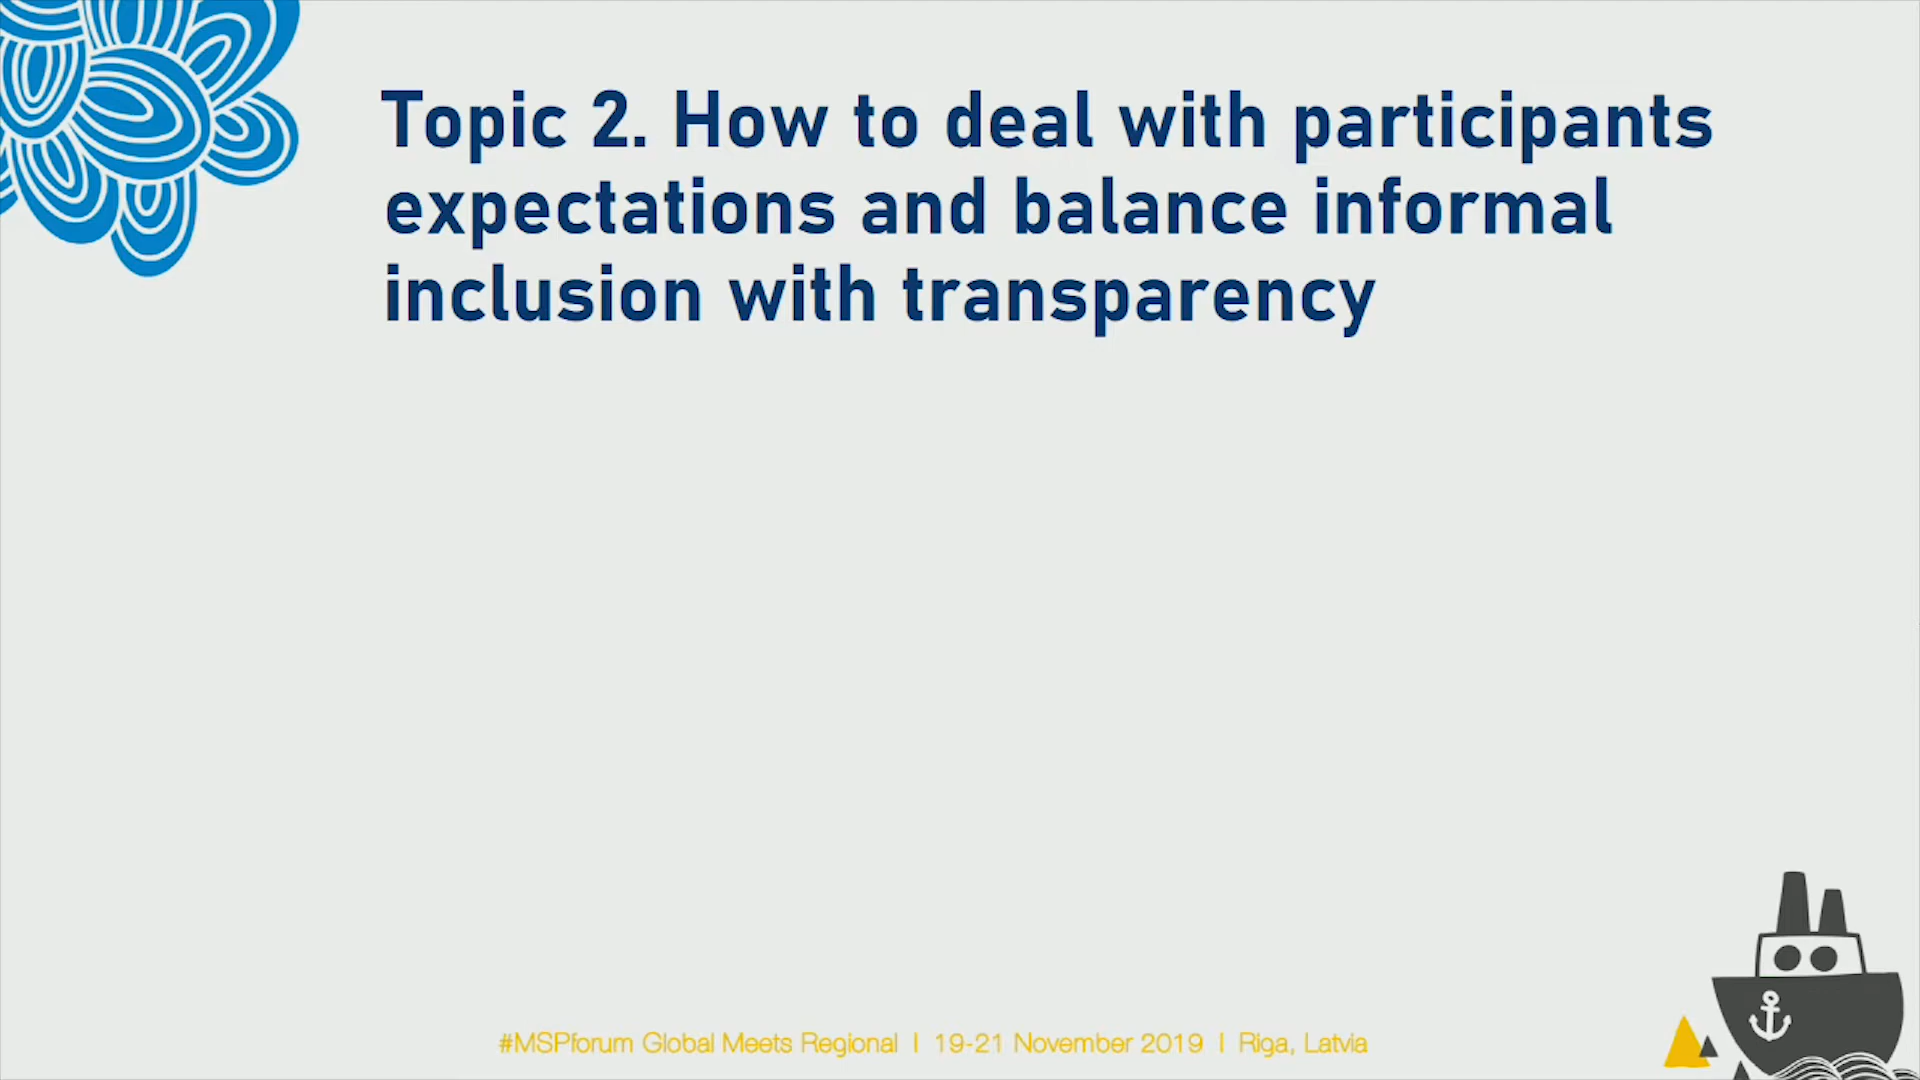 Topic 2. How to deal with participants
expectations and balance informal
inclusion with transparency
#MSPforum Global Meets Regional | 19-21 November 2019 | Riga, Latvia